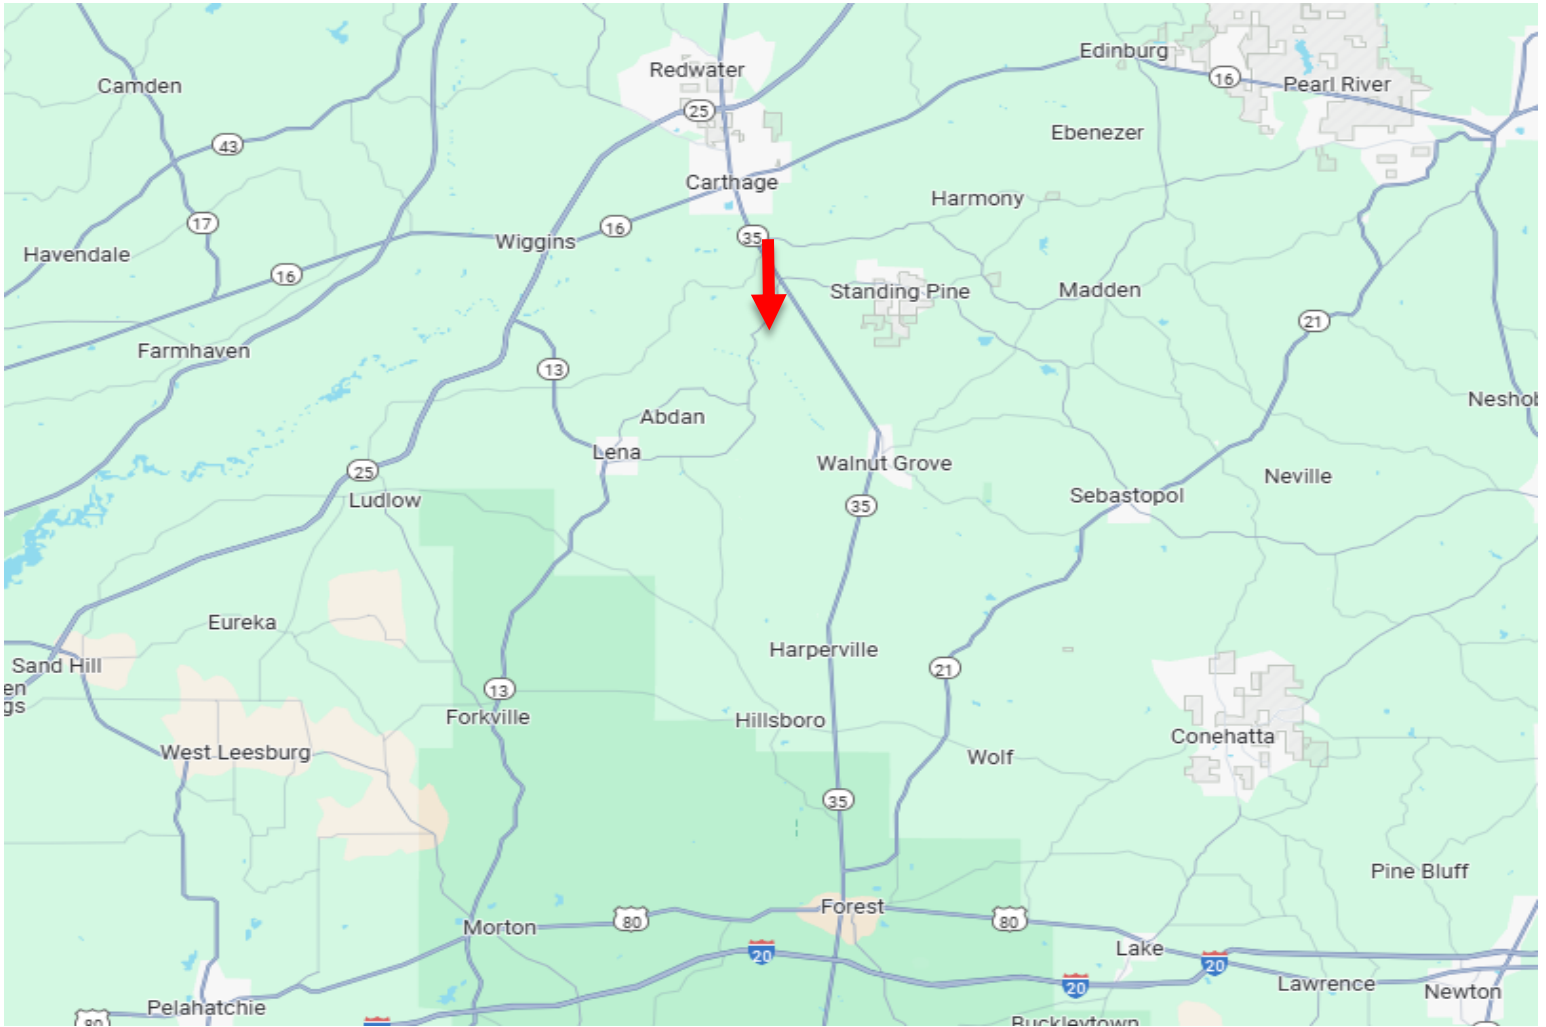 Edinburg
Redwater
16
Pearl River
Camden
25
Ebenezer
43
Carthage
Harmony
17
16
35
Wiggins
Havendale
16
Standing Pine
Madden
21
Farmhaven
13
Neshob
Abdan
Lena
Walnut Grove
25
Neville
Ludlow
Sebastopol
35
Eureka
Harperville
Sand Hill
21
en
gs
13
Forkville
Hillsboro
Conehatta
West Leesburg
Wolf
35
Pine Bluff
Forest
80
80
Morton
Lake
20
20
20
Lawrence
Newton
Pelahatchie
80
Buckleytown